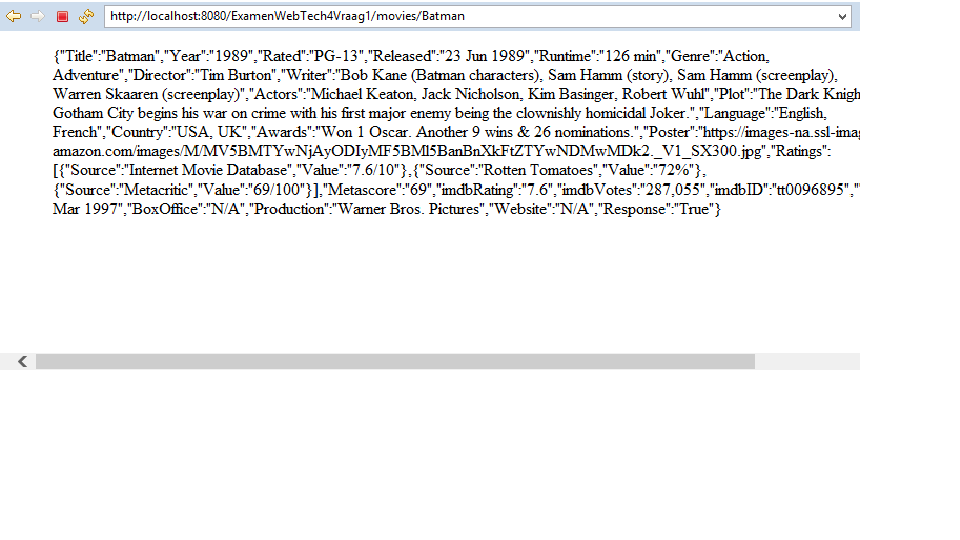 http://localhost:8080/ExamenWebTech4Vraag1/movies/Batman
{"Title":"Batman","Year":"1989","Rated":"PG-13","Released":"23 Jun 1989","Runtime":"126 min","Genre":"Action,
Adventure","Director":"Tim Burton","Writer":"Bob Kane (Batman characters), Sam Hamm (story), Sam Hamm (screenplay),
Warren Skaaren (screenplay)","Actors":"Michael Keaton, Jack Nicholson, Kim Basinger, Robert Wuhl","Plot":"The Dark Knigh
Gotham City begins his war on crime with his first major enemy being the clownishly homicidal Joker.","Language":"English,
French","Country":"USA, UK","Awards":"Won 1 Oscar. Another 9 wins & 26 nominations.","Poster":"https://images-na.ssl-imag
amazon.com/images/M/MV5BMTYwNjAyODIyMF5BMl5BanBnXkFtZTYwNDMwMDk2._V1_SX300.jpg","Ratings":
[{"Source":"Internet Movie Database","Value":"7.6/10"},{"Source":"Rotten Tomatoes","Value":"72%"},
{"Source":"Metacritic","Value":"69/100"}],"Metascore":"69","imdbRating":"7.6","imdbVotes":"287,055","imdbID":"tt0096895","
Mar 1997","BoxOffice":"N/A","Production":"Warner Bros. Pictures","Website":"N/A","Response":"True"}